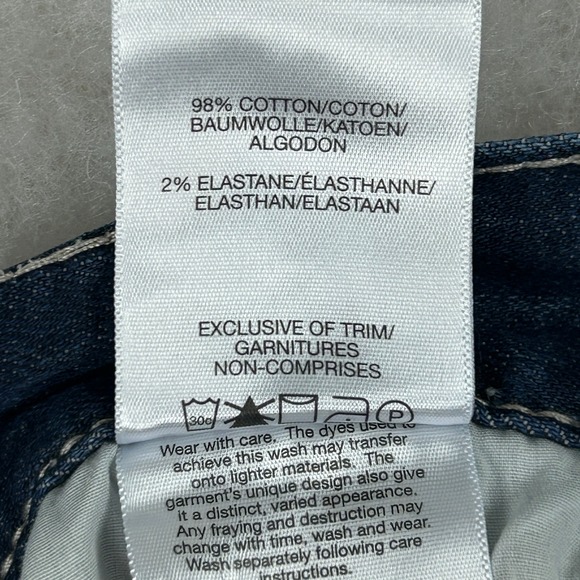 98% COTTON/COTON/
BAUMWOLLE/KATOEN/
ALGODON
2% ELASTANE/ÉLASTHANNE/
ELASTHAN/ELASTAAN
EXCLUSIVE OF TRIM/
GARNITURES
NON-COMPRISES
30c P
Wear with care. The dyes used to
achieve this wash may transfer
onto lighter materials. The
garment's unique design also give
it a distinct, varied appearance.
Any fraying and destruction may
change with time, wash and wear.
Wash separately following care
instructions.